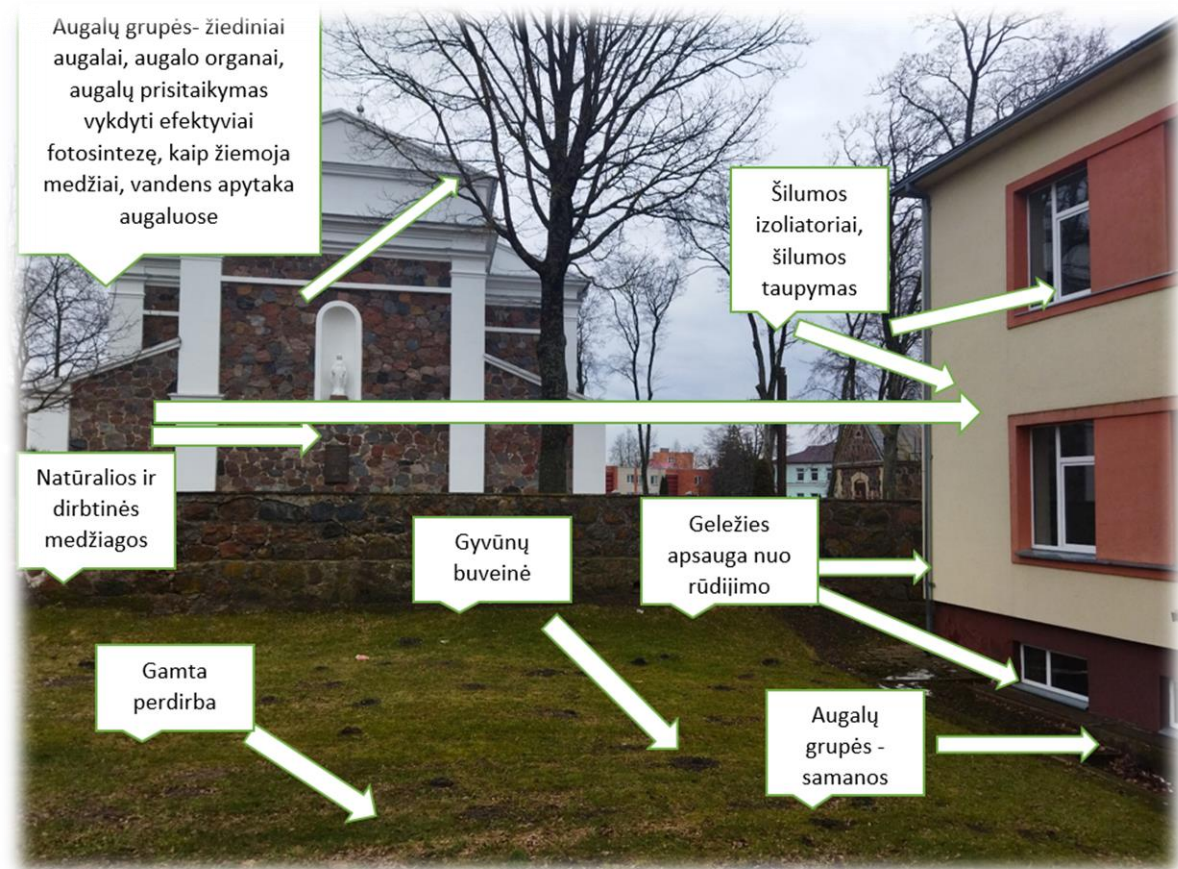 Augalų grupės- žiediniai
augalai, augalo organai,
augalų prisitaikymas
vykdyti efektyviai
fotosintezę, kaip žiemoja
medžiai, vandens apytaka
augaluose
Šilumos
izoliatoriai,
šilumos
taupymas
Natūralios ir
dirbtinės
medžiagos
Gyvūnų
buveinė
Geležies
apsauga nuo
rūdijimo
Gamta
perdirba
Augalų
grupės -
samanos